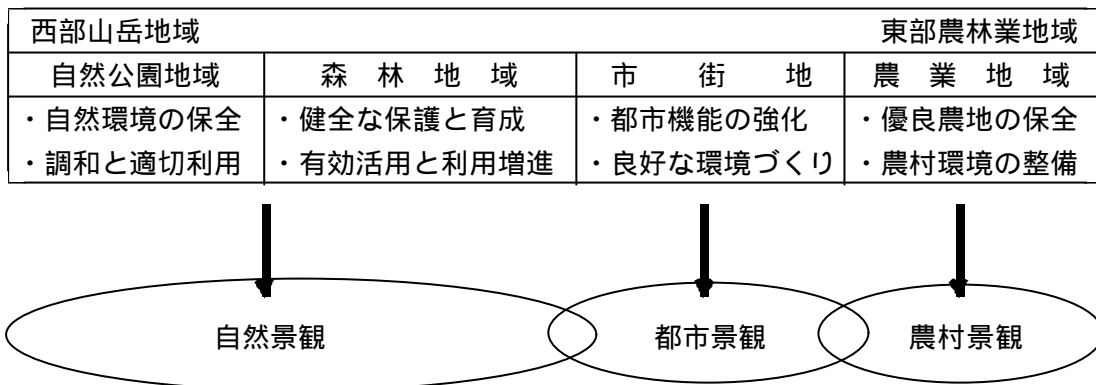 西部山岳地域 東部農林業地域
自然公園地域 森林地域 市街地 農業地域
・自然環境の保全 ・健全な保護と育成 ・都市機能の強化 ・優良農地の保全
・調和と適切利用 ・有効活用と利用増進 ・良好な環境づくり ・農村環境の整備
自然景観 都市景観 農村景観